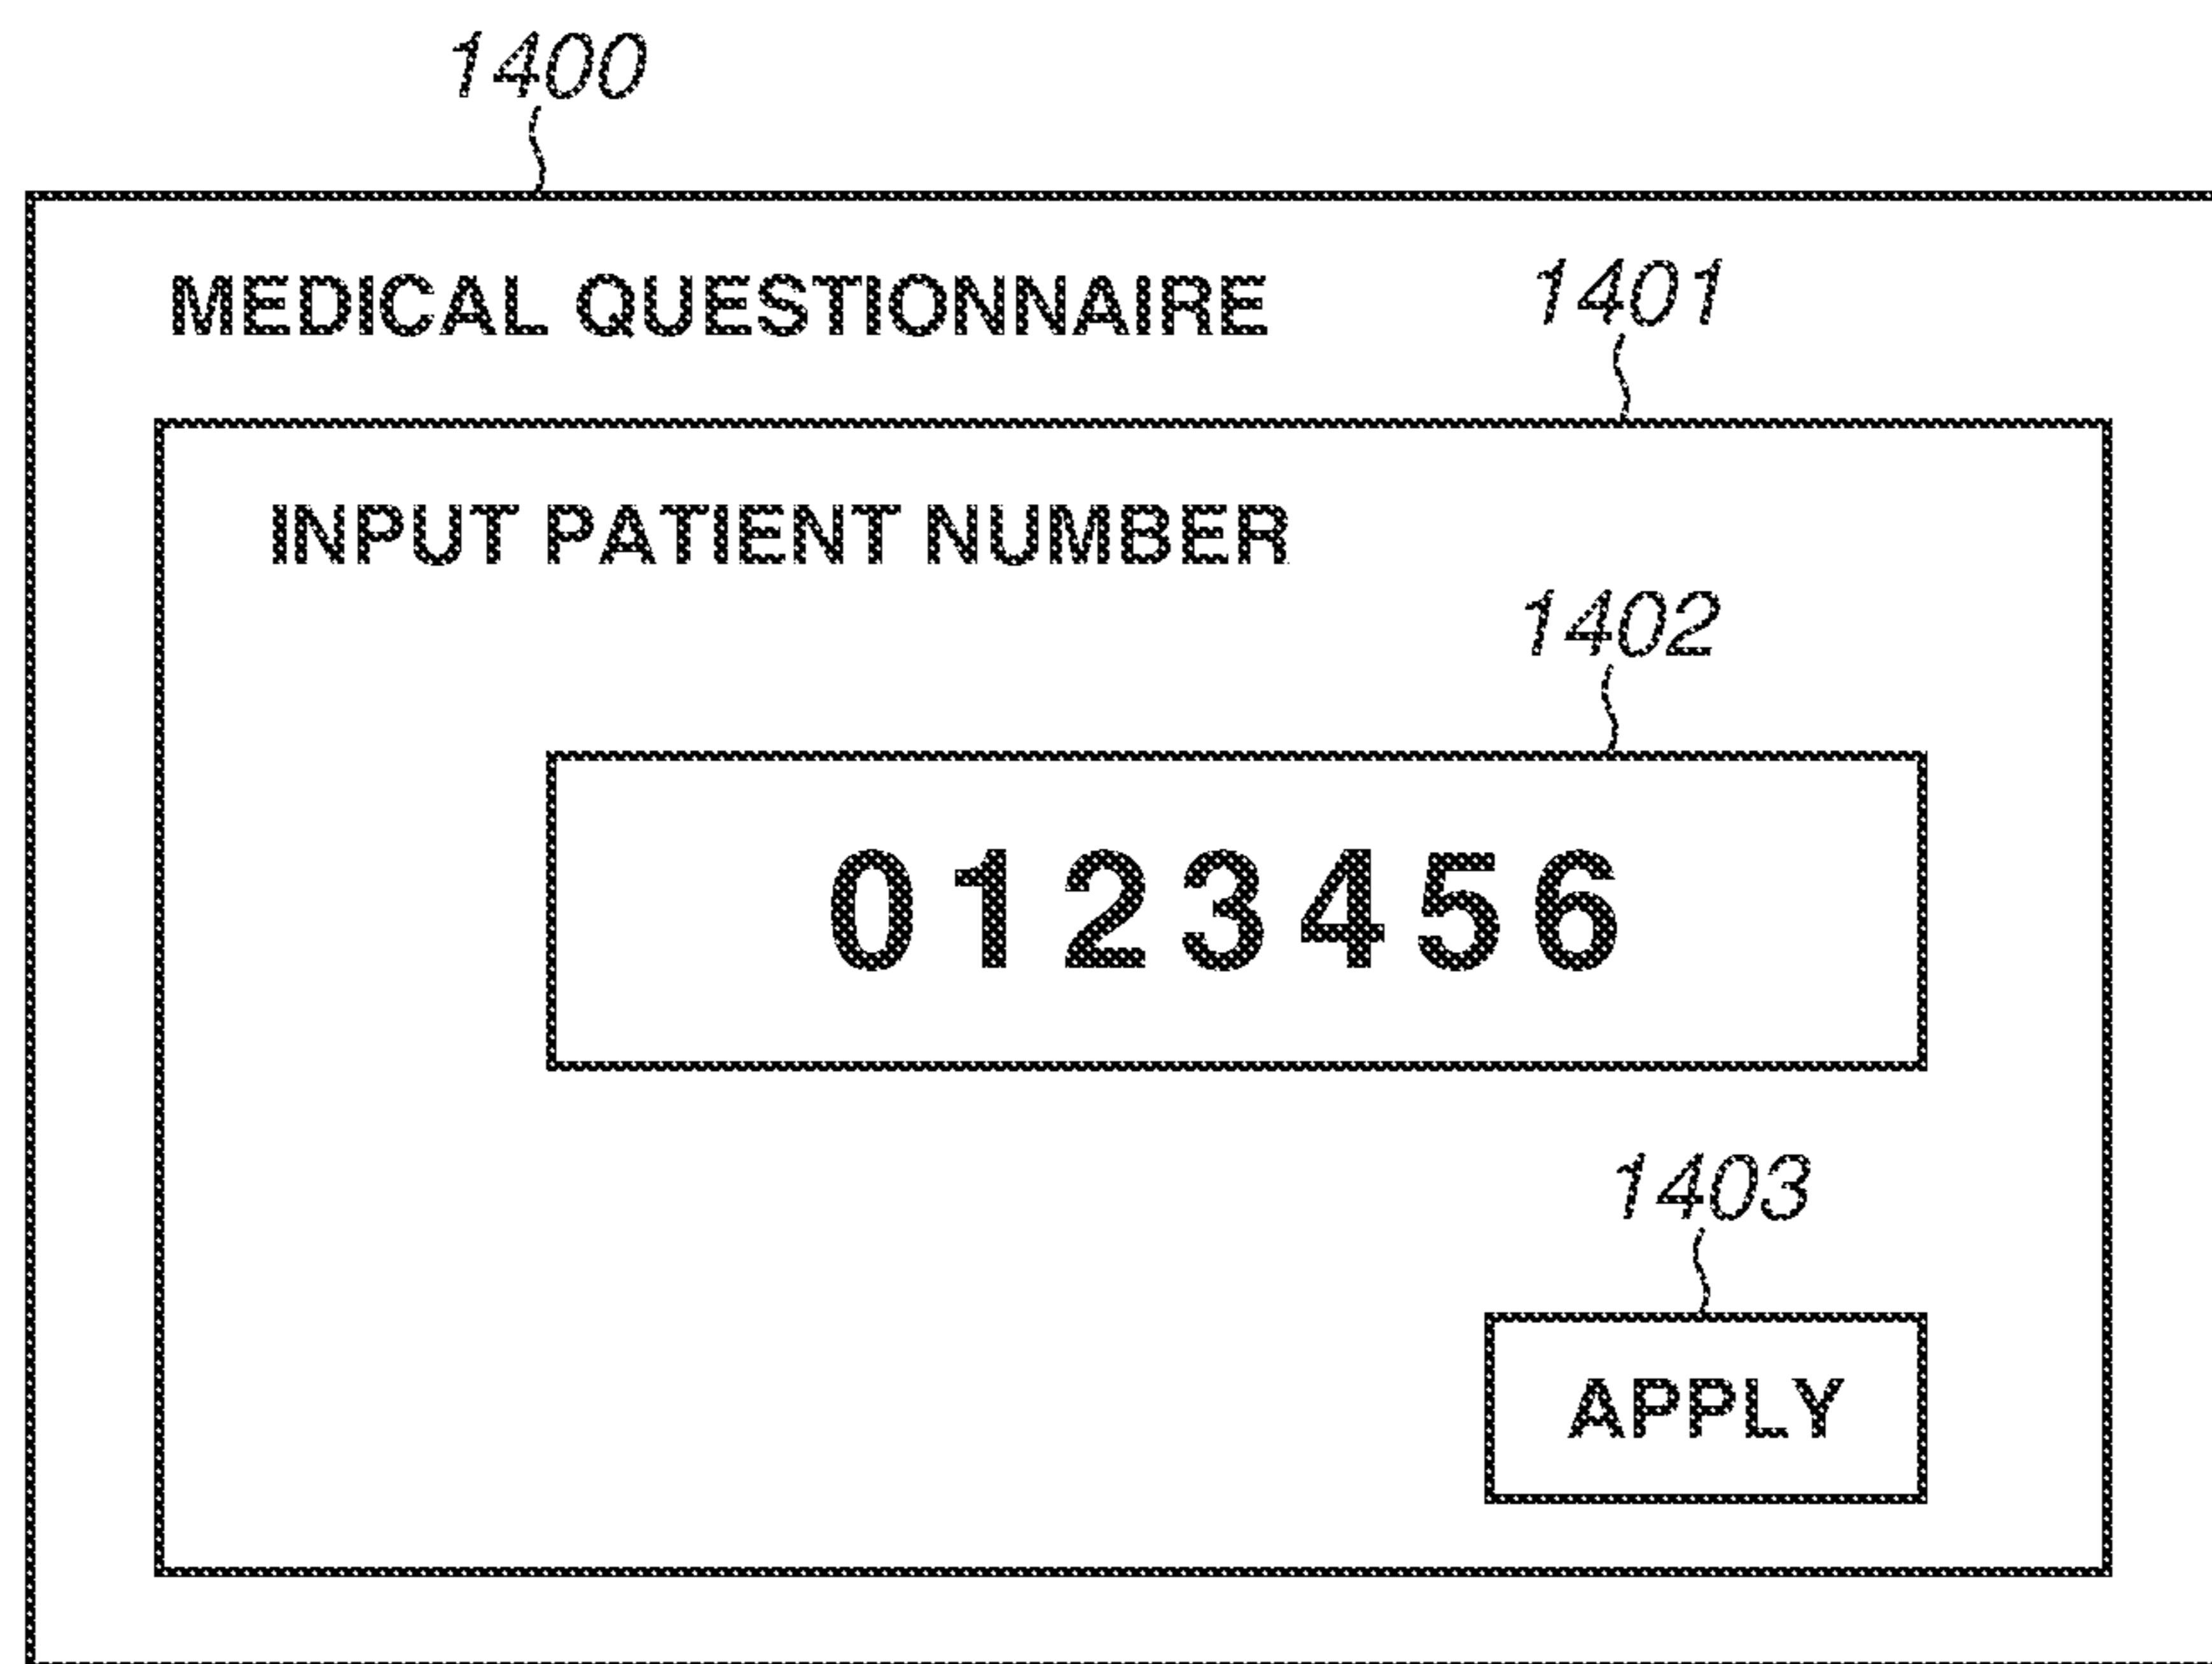 1400
MEDICAL QUESTIONNAIRE 1401
INPUT PATIENT NUMBER
1402
0123456
1403
APPLY